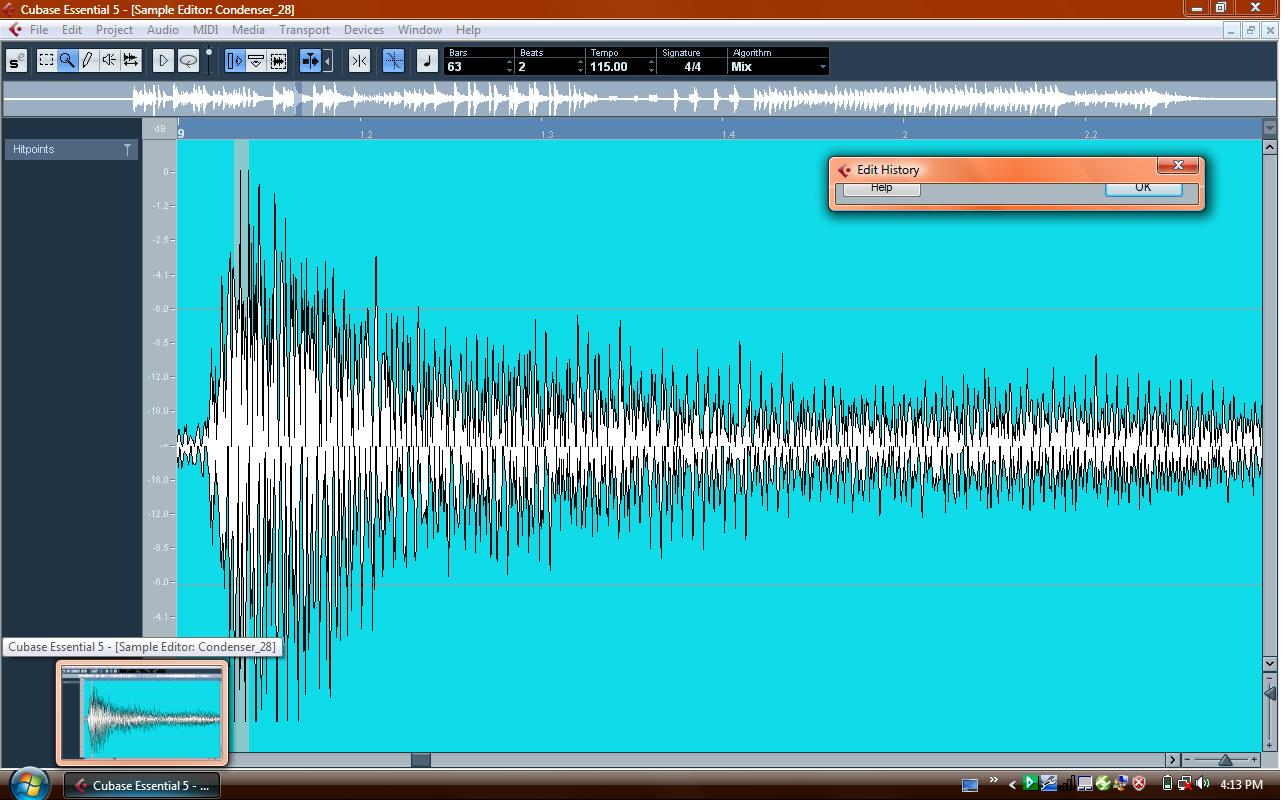 Cubase Essential 5 - [Sample Editor: Condenser_28]
File Edit Project Audio MIDI Media Transport Devices Window Help
Bars Beats Tempo Signature Algorithm
63 2 115.00 4/4 Mix
dB 9 1.2 1.3 1.4 2 2.2
Hitpoints
Edit History
Help OK
0
-1.2
-2.5
-4.1
-6.0
-8.5
-12.0
-18.0
-∞
-18.0
-12.0
-8.5
-6.0
-4.1
Cubase Essential 5 - [Sample Editor: Condenser_28]
Cubase Essential 5 - ...
4:13 PM